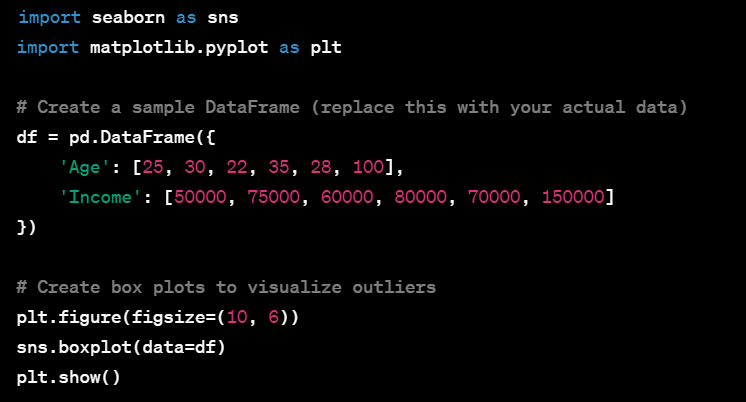 import seaborn as sns
import matplotlib.pyplot as plt
# Create a sample DataFrame (replace this with your actual data)
df = pd.DataFrame({
    'Age': [25, 30, 22, 35, 28, 100],
    'Income': [50000, 75000, 60000, 80000, 70000, 150000]
})
# Create box plots to visualize outliers
plt.figure(figsize=(10, 6))
sns.boxplot(data=df)
plt.show()